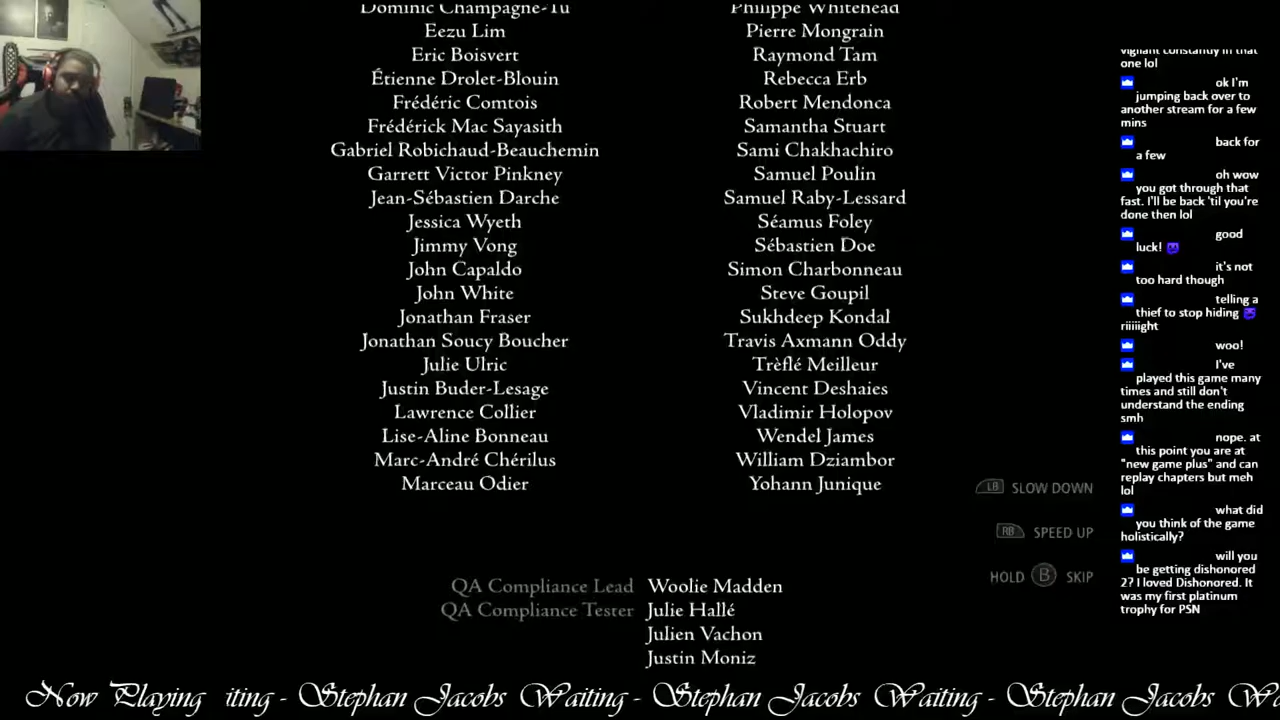 Dominic Champagne-Tu
Eezu Lim
Eric Boisvert
Étienne Drolet-Blouin
Frédéric Comtois
Frédérick Mac Sayasith
Gabriel Robichaud-Beauchemin
Garrett Victor Pinkney
Jean-Sébastien Darche
Jessica Wyeth
Jimmy Vong
John Capaldo
John White
Jonathan Fraser
Jonathan Soucy Boucher
Julie Ulric
Justin Buder-Lesage
Lawrence Collier
Lise-Aline Bonneau
Marc-André Chérilus
Marceau Odier
Philippe Whitehead
Pierre Mongrain
Raymond Tam
Rebecca Erb
Robert Mendonca
Samantha Stuart
Sami Chakhachiro
Samuel Poulin
Samuel Raby-Lessard
Séamus Foley
Sébastien Doe
Simon Charbonneau
Steve Goupil
Sukhdeep Kondal
Travis Axmann Oddy
Trèflé Meilleur
Vincent Deshaies
Vladimir Holopov
Wendel James
William Dziambor
Yohann Junique
QA Compliance Lead Woolie Madden
QA Compliance Tester Julie Hallé
Julien Vachon
Justin Moniz
LB SLOW DOWN
RB SPEED UP
HOLD B SKIP
vigilant constantly in that
one lol
ok I'm
jumping back over to
another stream for a few
mins
back for
a few
oh wow
you got through that
fast. I'll be back 'til you're
done then lol
good
luck!
it's not
too hard though
telling a
thief to stop hiding
riiiiight
woo!
I've
played this game many
times and still don't
understand the ending
smh
nope. at
this point you are at
"new game plus" and can
replay chapters but meh
lol
what did
you think of the game
holistically?
will you
be getting dishonored
2? I loved Dishonored. It
was my first platinum
trophy for PSN
Now Playing iting - Stephan Jacobs Waiting - Stephan Jacobs Waiting - Stephan Jacobs W